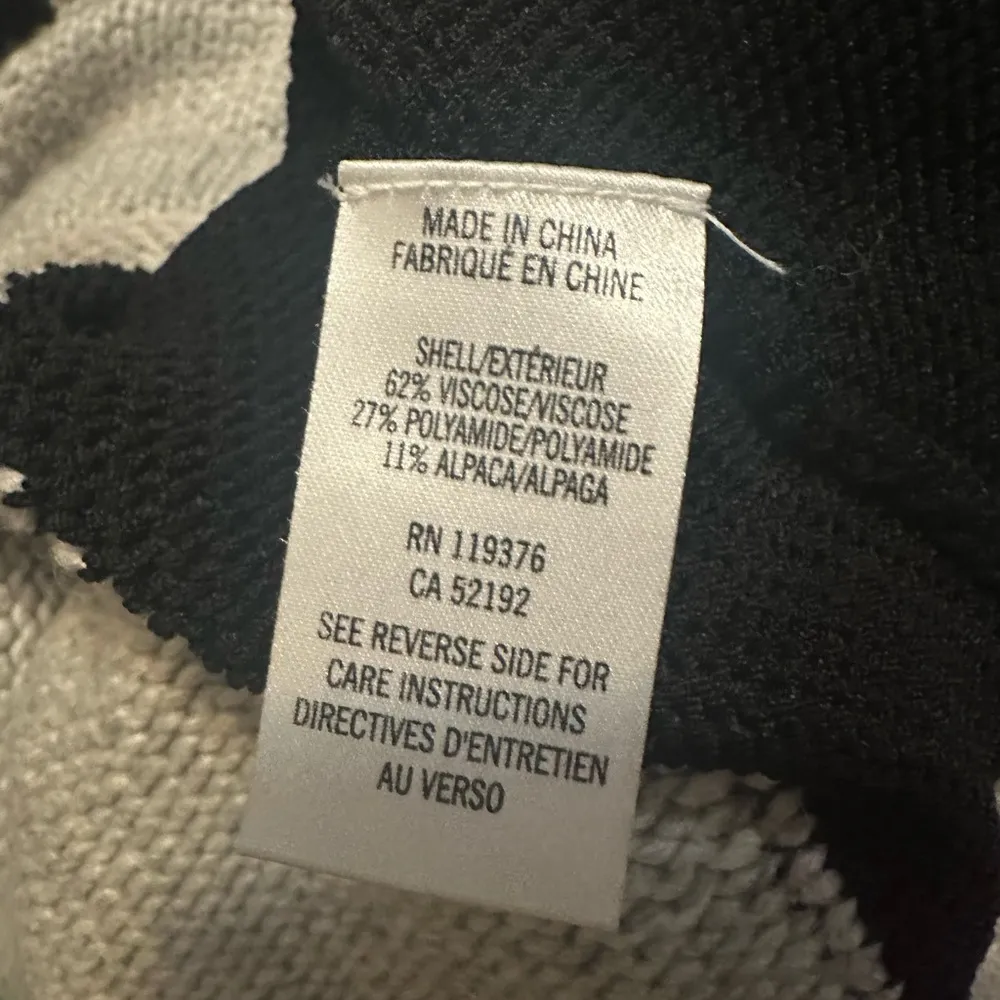 MADE IN CHINA
FABRIQUÉ EN CHINE
SHELL/EXTÉRIEUR
62% VISCOSE/VISCOSE
27% POLYAMIDE/POLYAMIDE
11% ALPACA/ALPAGA
RN 119376
CA 52192
SEE REVERSE SIDE FOR
CARE INSTRUCTIONS
DIRECTIVES D'ENTRETIEN
AU VERSO